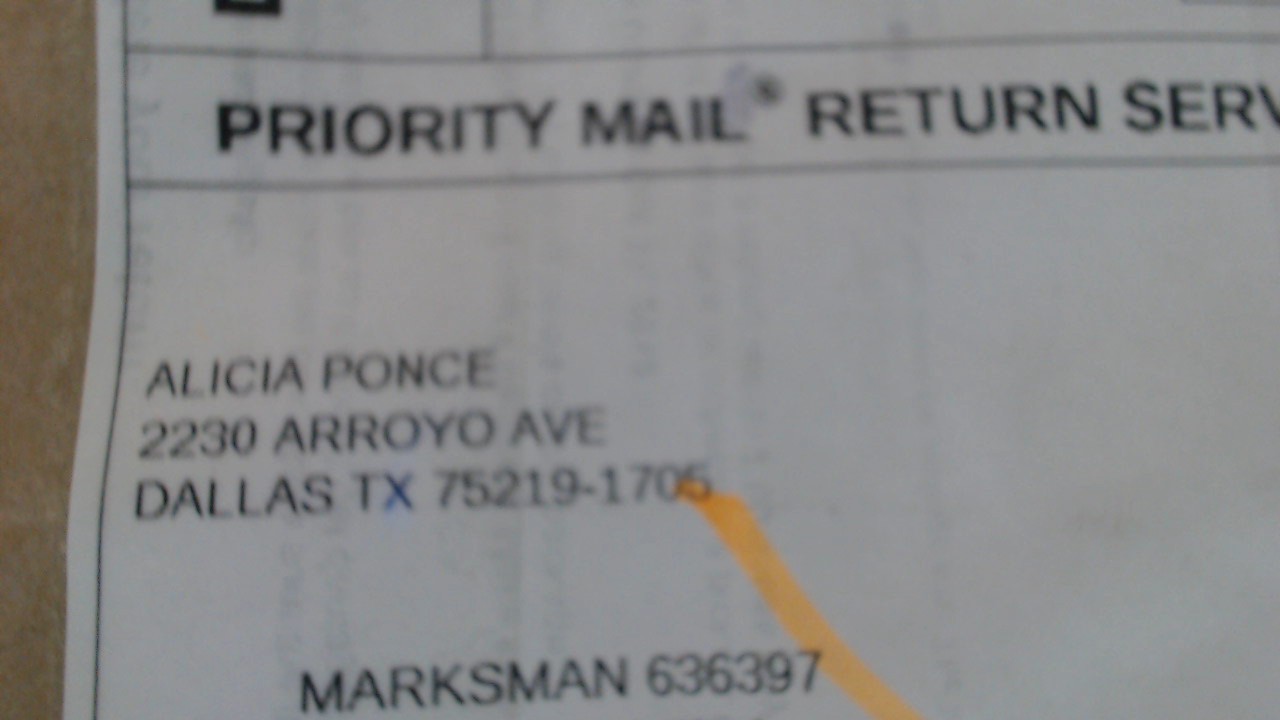 PRIORITY MAIL® RETURN SERV
ALICIA PONCE
2230 ARROYO AVE
DALLAS TX 75219-1705
MARKSMAN 636397